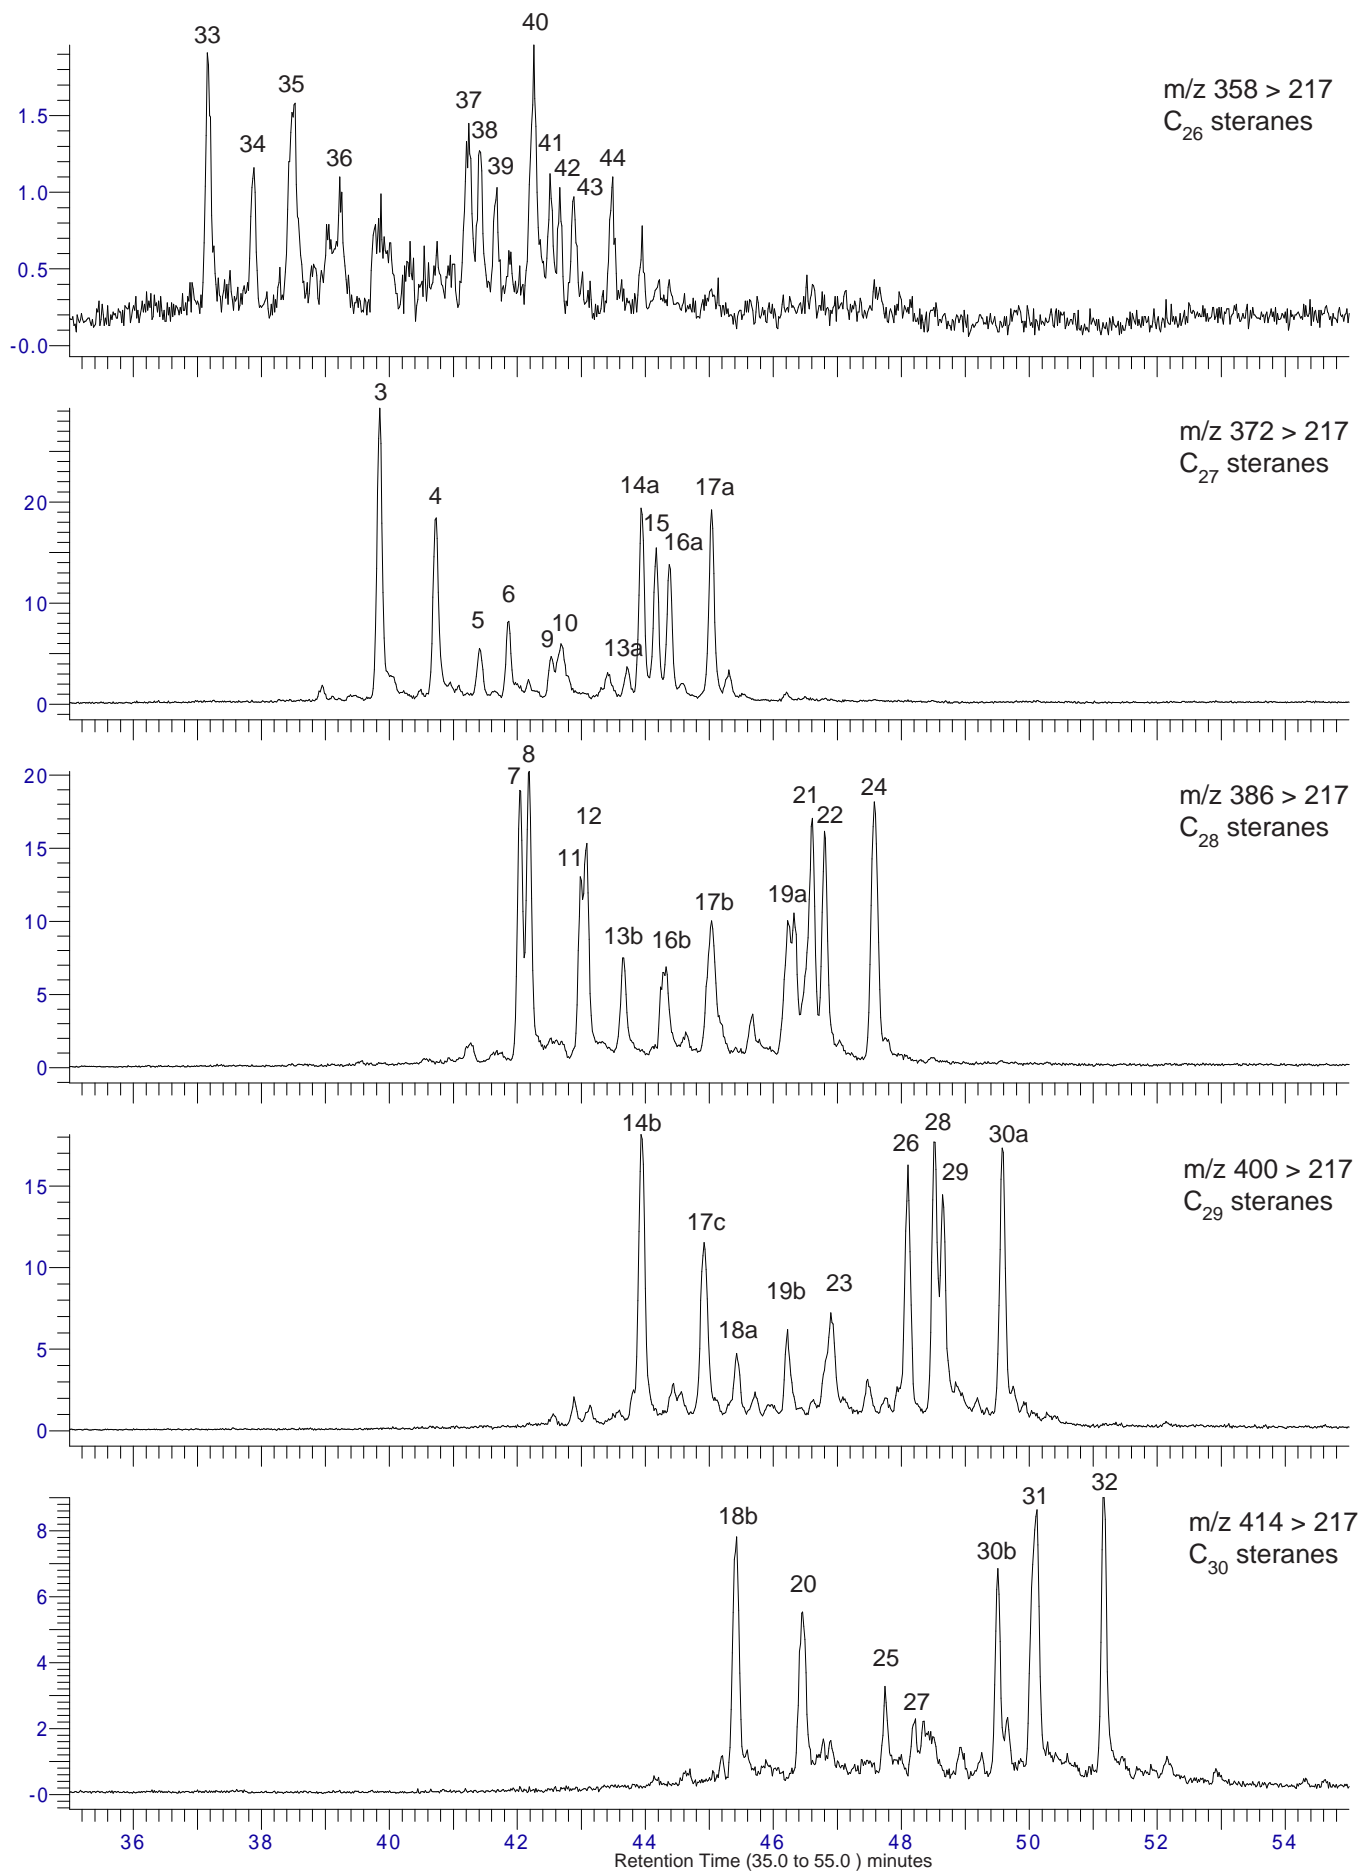 33
34
35
36
37
38
39
40
41
42
43
44
m/z 358 > 217
C26 steranes
1.5
1.0
0.5
-0.0
3
4
5
6
9
10
13a
14a
15
16a
17a
m/z 372 > 217
C27 steranes
20
10
0
7
8
11
12
13b
16b
17b
19a
21
22
24
m/z 386 > 217
C28 steranes
20
15
10
5
0
14b
17c
18a
19b
23
26
28
29
30a
m/z 400 > 217
C29 steranes
15
10
5
0
18b
20
25
27
30b
31
32
m/z 414 > 217
C30 steranes
8
6
4
2
-0
36 38 40 42 44 46 48 50 52 54
Retention Time (35.0 to 55.0 ) minutes